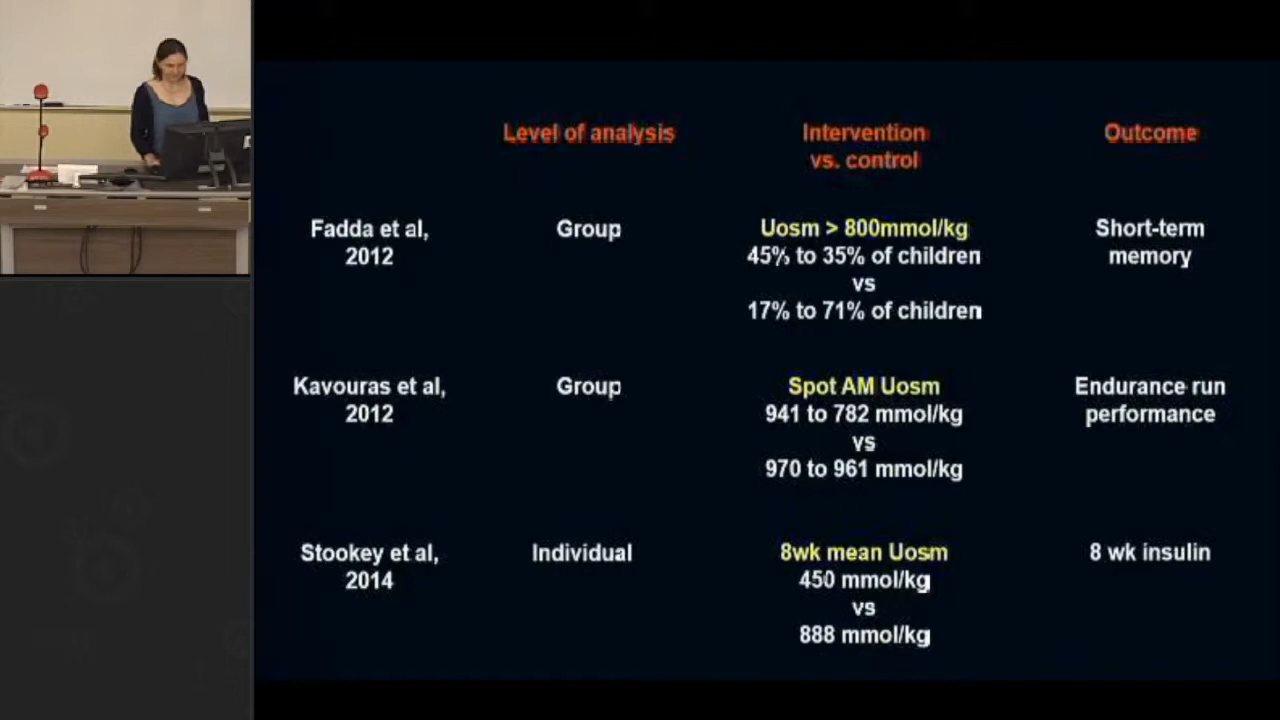 Level of analysis
Intervention
vs. control
Outcome
Fadda et al,
2012
Group
Uosm > 800mmol/kg
45% to 35% of children
vs
17% to 71% of children
Short-term
memory
Kavouras et al,
2012
Group
Spot AM Uosm
941 to 782 mmol/kg
vs
970 to 961 mmol/kg
Endurance run
performance
Stookey et al,
2014
Individual
8wk mean Uosm
450 mmol/kg
vs
888 mmol/kg
8 wk insulin